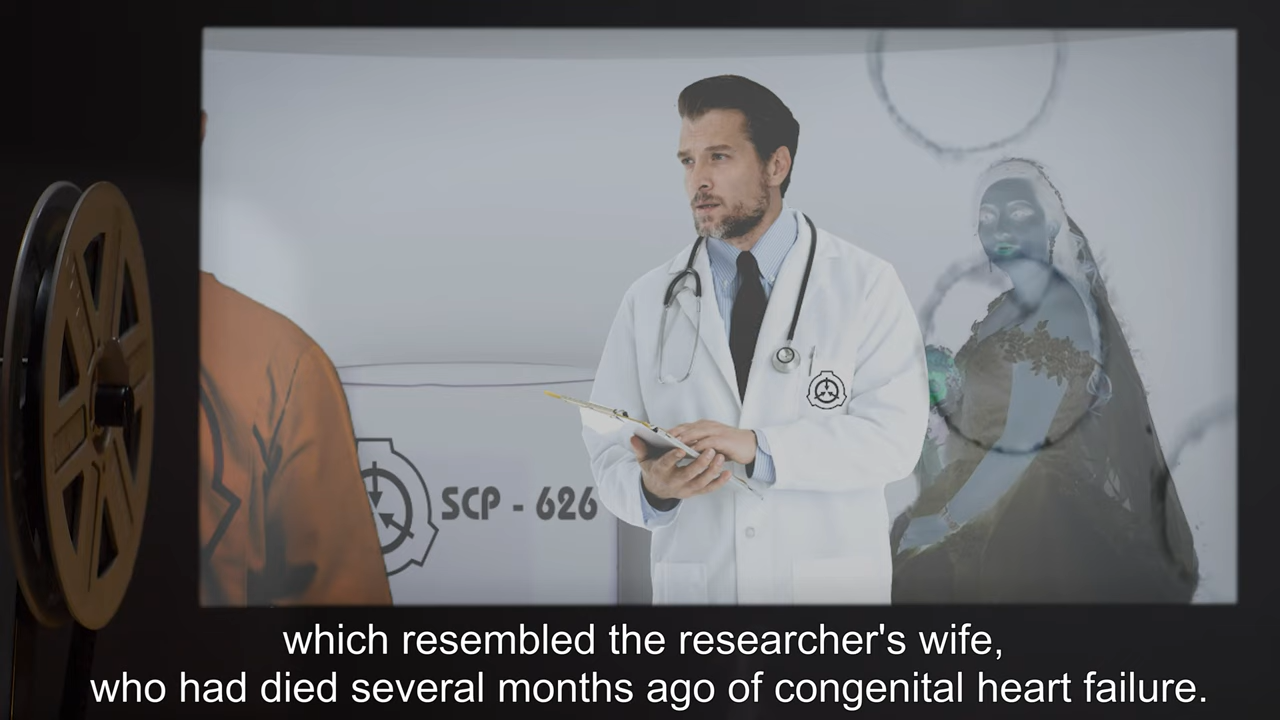 SCP - 626
which resembled the researcher's wife,
who had died several months ago of congenital heart failure.